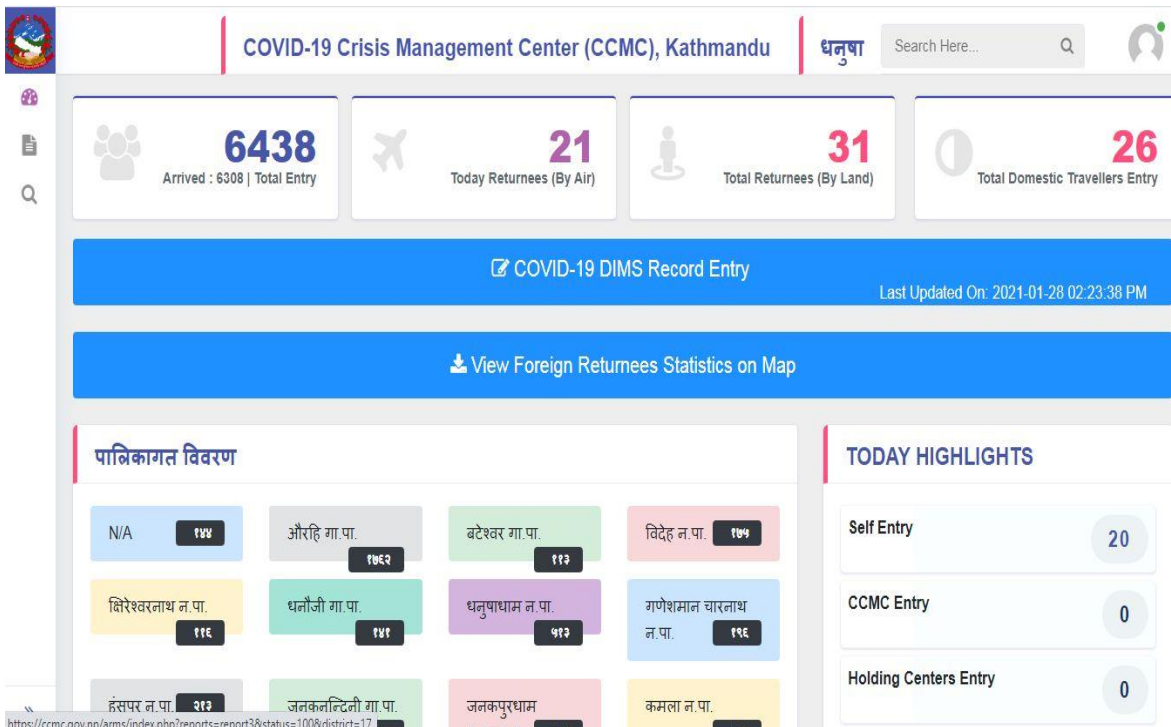 COVID-19 Crisis Management Center (CCMC), Kathmandu
धनुषा
Search Here...
6438
Arrived : 6308 | Total Entry
21
Today Returnees (By Air)
31
Total Returnees (By Land)
26
Total Domestic Travellers Entry
COVID-19 DIMS Record Entry
Last Updated On: 2021-01-28 02:23:38 PM
View Foreign Returnees Statistics on Map
पालिकागत विवरण
N/A १४४
औरहि गा.पा. १७६२
बटेश्वर गा.पा. ११३
विदेह न.पा. १७५
क्षिरेश्वरनाथ न.पा. ११६
धनौजी गा.पा. १४१
धनुषाधाम न.पा. ५१३
गणेशमान चारनाथ
न.पा. १९६
हंसपुर न.पा. २१३
जनकनन्दिनी गा.पा.
जनकपुरधाम
कमला न.पा.
TODAY HIGHLIGHTS
Self Entry 20
CCMC Entry 0
Holding Centers Entry 0
https://ccmc.gov.np/arms/index.php?reports=report3&status=100&district=17